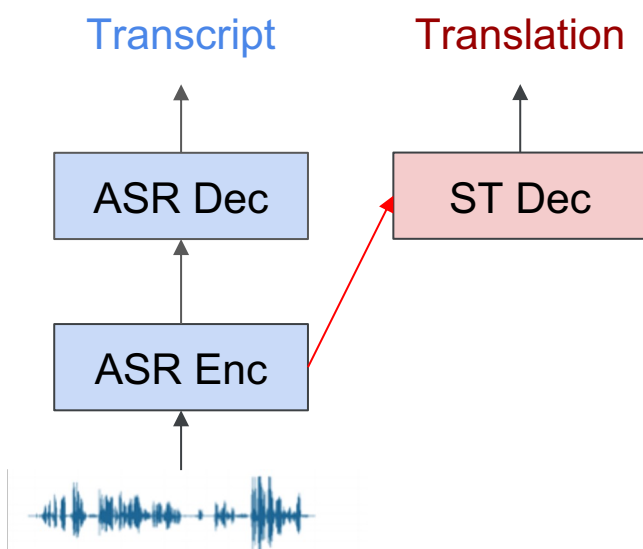 Transcript
Translation
ASR Dec
ST Dec
ASR Enc